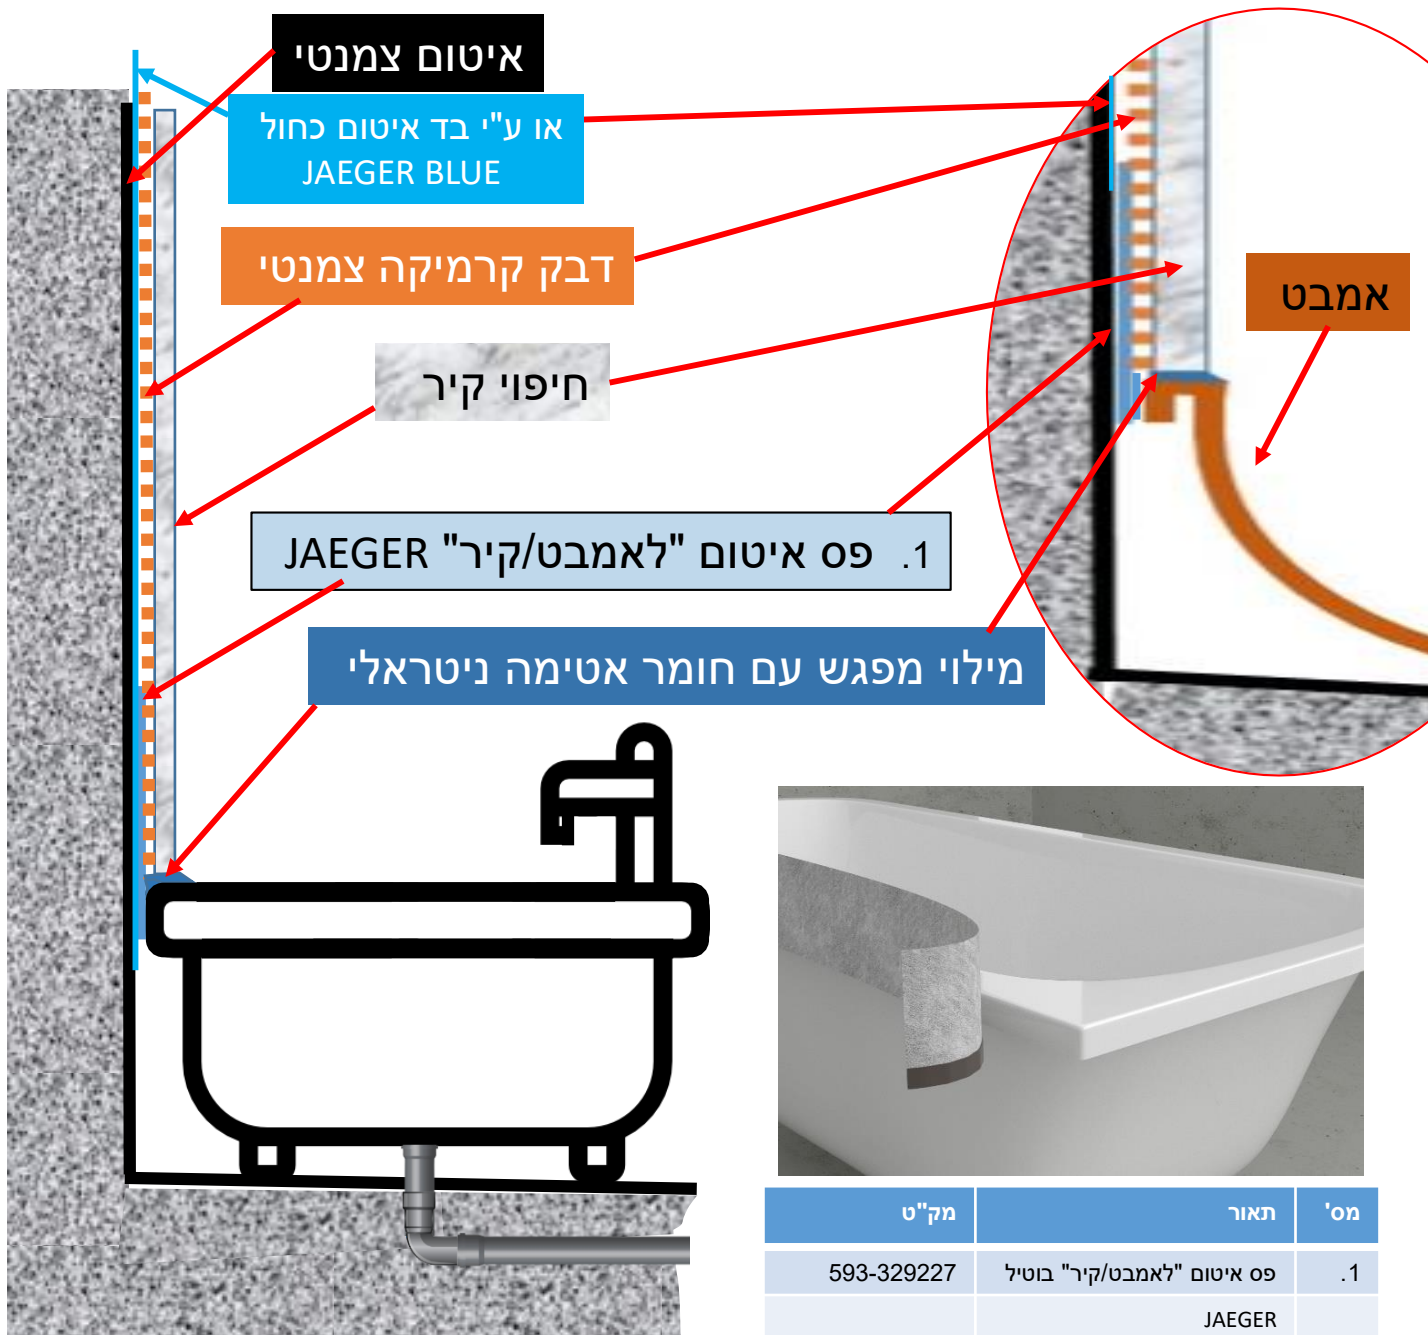 איטום צמנטי
או ע"י בד איטום כחול
JAEGER BLUE
דבק קרמיקה צמנטי
אמבט
חיפוי קיר
1. פס איטום "לאמבט/קיר" JAEGER
מילוי מפגש עם חומר אטימה ניטראלי
מס' תאור מק"ט
1. פס איטום "לאמבט/קיר" בוטיל 593-329227
JAEGER